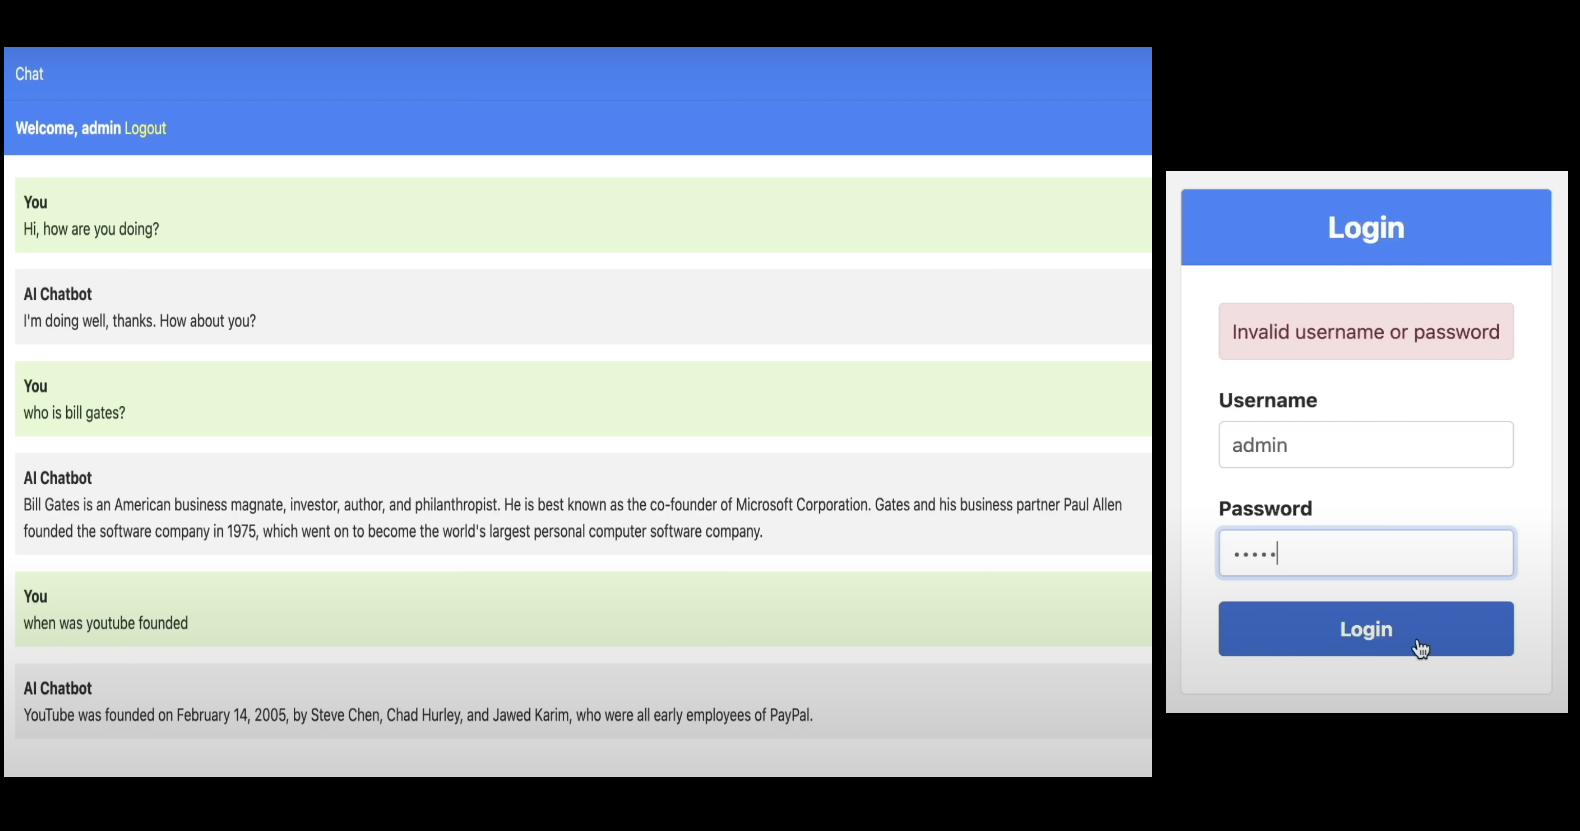 Chat
Welcome, admin Logout
You
Hi, how are you doing?
AI Chatbot
I'm doing well, thanks. How about you?
You
who is bill gates?
AI Chatbot
Bill Gates is an American business magnate, investor, author, and philanthropist. He is best known as the co-founder of Microsoft Corporation. Gates and his business partner Paul Allen
founded the software company in 1975, which went on to become the world's largest personal computer software company.
You
when was youtube founded
AI Chatbot
YouTube was founded on February 14, 2005, by Steve Chen, Chad Hurley, and Jawed Karim, who were all early employees of PayPal.
Login
Invalid username or password
Username
admin
Password
•••••
Login